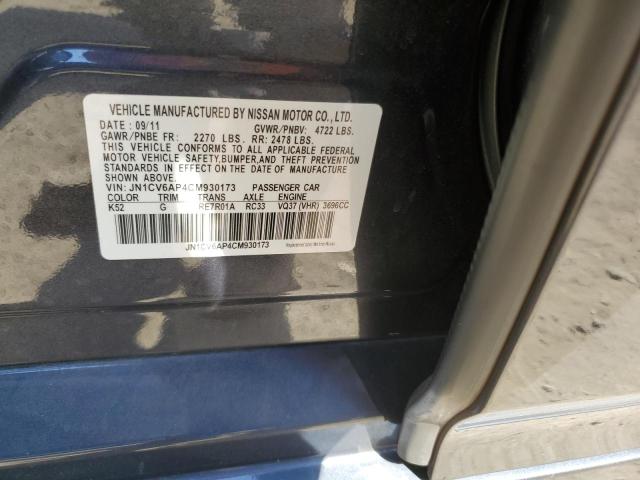 VEHICLE MANUFACTURED BY NISSAN MOTOR CO., LTD.
DATE: 09/11 GVWR/PNBV: 4722 LBS.
GAWR/PNBE FR: 2270 LBS. RR: 2478 LBS.
THIS VEHICLE CONFORMS TO ALL APPLICABLE FEDERAL
MOTOR VEHICLE SAFETY,BUMPER,AND THEFT PREVENTION
STANDARDS IN EFFECT ON THE DATE OF MANUFACTURE
SHOWN ABOVE.
VIN: JN1CV6AP4CM930173 PASSENGER CAR
COLOR TRIM TRANS AXLE ENGINE
K52 G RE7R01A RC33 VQ37 (VHR) 3696CC
JN1CV6AP4CM930173